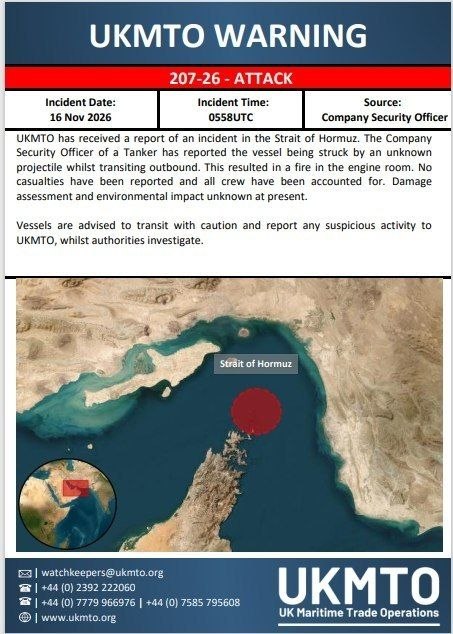 UKMTO WARNING
207-26 - ATTACK
Incident Date:
16 Nov 2026
Incident Time:
0558UTC
Source:
Company Security Officer
UKMTO has received a report of an incident in the Strait of Hormuz. The Company
Security Officer of a Tanker has reported the vessel being struck by an unknown
projectile whilst transiting outbound. This resulted in a fire in the engine room. No
casualties have been reported and all crew have been accounted for. Damage
assessment and environmental impact unknown at present.
Vessels are advised to transit with caution and report any suspicious activity to
UKMTO, whilst authorities investigate.
Strait of Hormuz
| watchkeepers@ukmto.org
| +44 (0) 2392 222060
| +44 (0) 7779 966976 | +44 (0) 7585 795608
| www.ukmto.org
UKMTO
UK Maritime Trade Operations